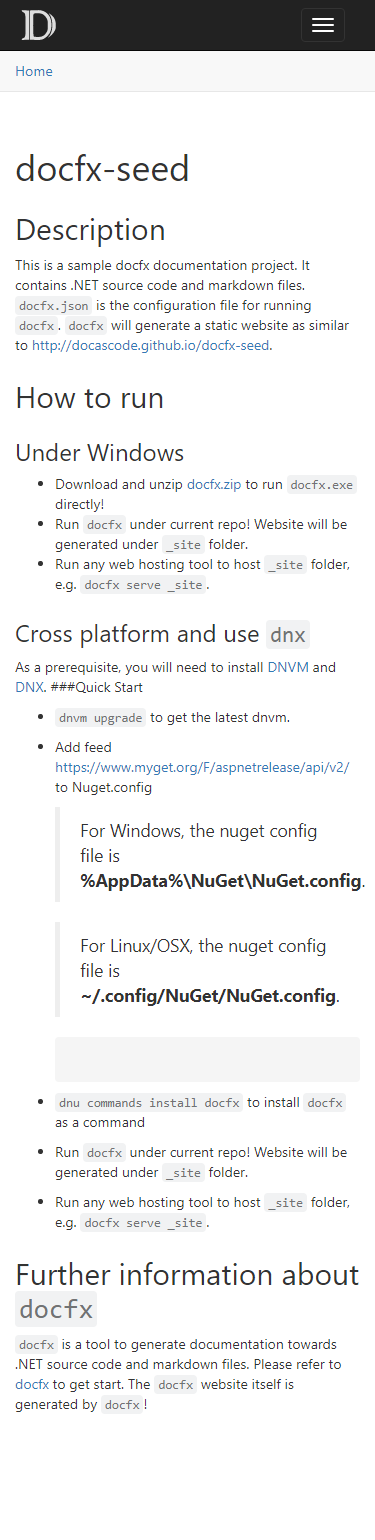 D
Home
docfx-seed
Description
This is a sample docfx documentation project. It
contains .NET source code and markdown files.
docfx.json is the configuration file for running
docfx. docfx will generate a static website as similar
to http://docascode.github.io/docfx-seed.
How to run
Under Windows
Download and unzip docfx.zip to run docfx.exe
directly!
Run docfx under current repo! Website will be
generated under _site folder.
Run any web hosting tool to host _site folder,
e.g. docfx serve _site.
Cross platform and use dnx
As a prerequisite, you will need to install DNVM and
DNX. ###Quick Start
dnvm upgrade to get the latest dnvm.
Add feed
https://www.myget.org/F/aspnetrelease/api/v2/
to Nuget.config
For Windows, the nuget config
file is
%AppData%\NuGet\NuGet.config.
For Linux/OSX, the nuget config
file is
~/.config/NuGet/NuGet.config.
dnu commands install docfx to install docfx
as a command
Run docfx under current repo! Website will be
generated under _site folder.
Run any web hosting tool to host _site folder,
e.g. docfx serve _site.
Further information about
docfx
docfx is a tool to generate documentation towards
.NET source code and markdown files. Please refer to
docfx to get start. The docfx website itself is
generated by docfx!